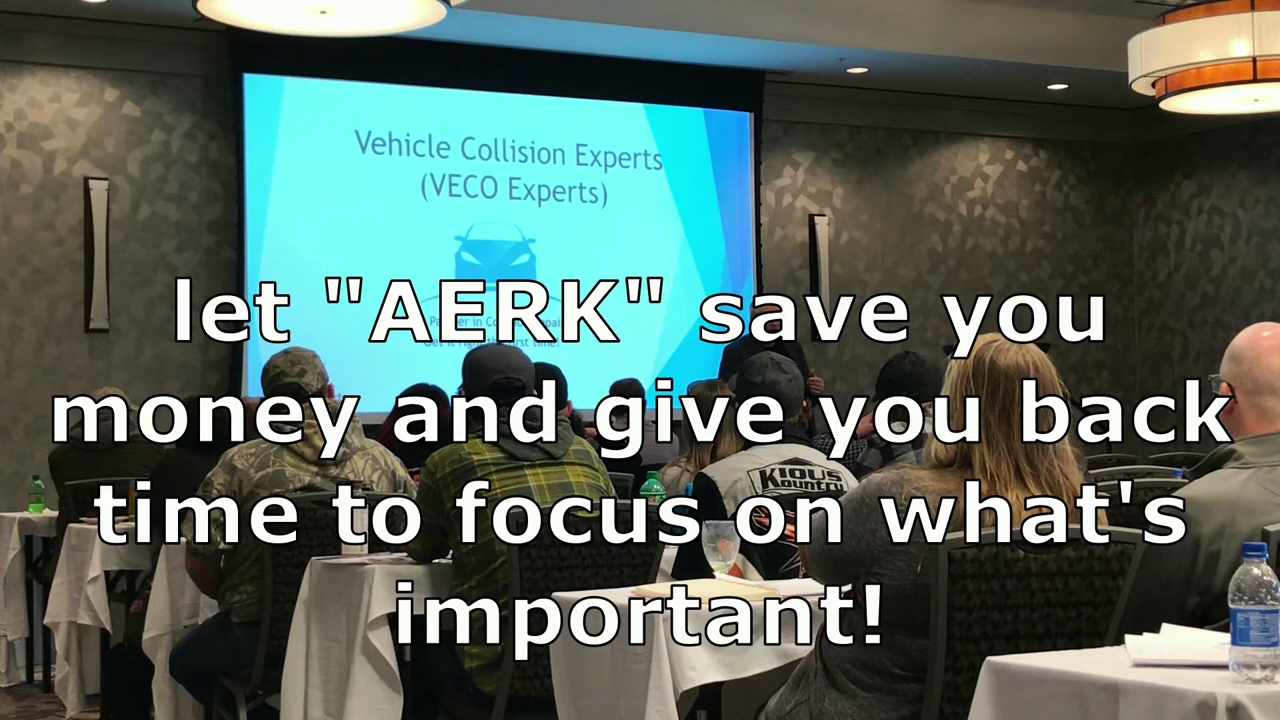 Vehicle Collision Experts
(VECO Experts)
let "AERK" save you
money and give you back
time to focus on what's
important!
KIOUS
Kountry